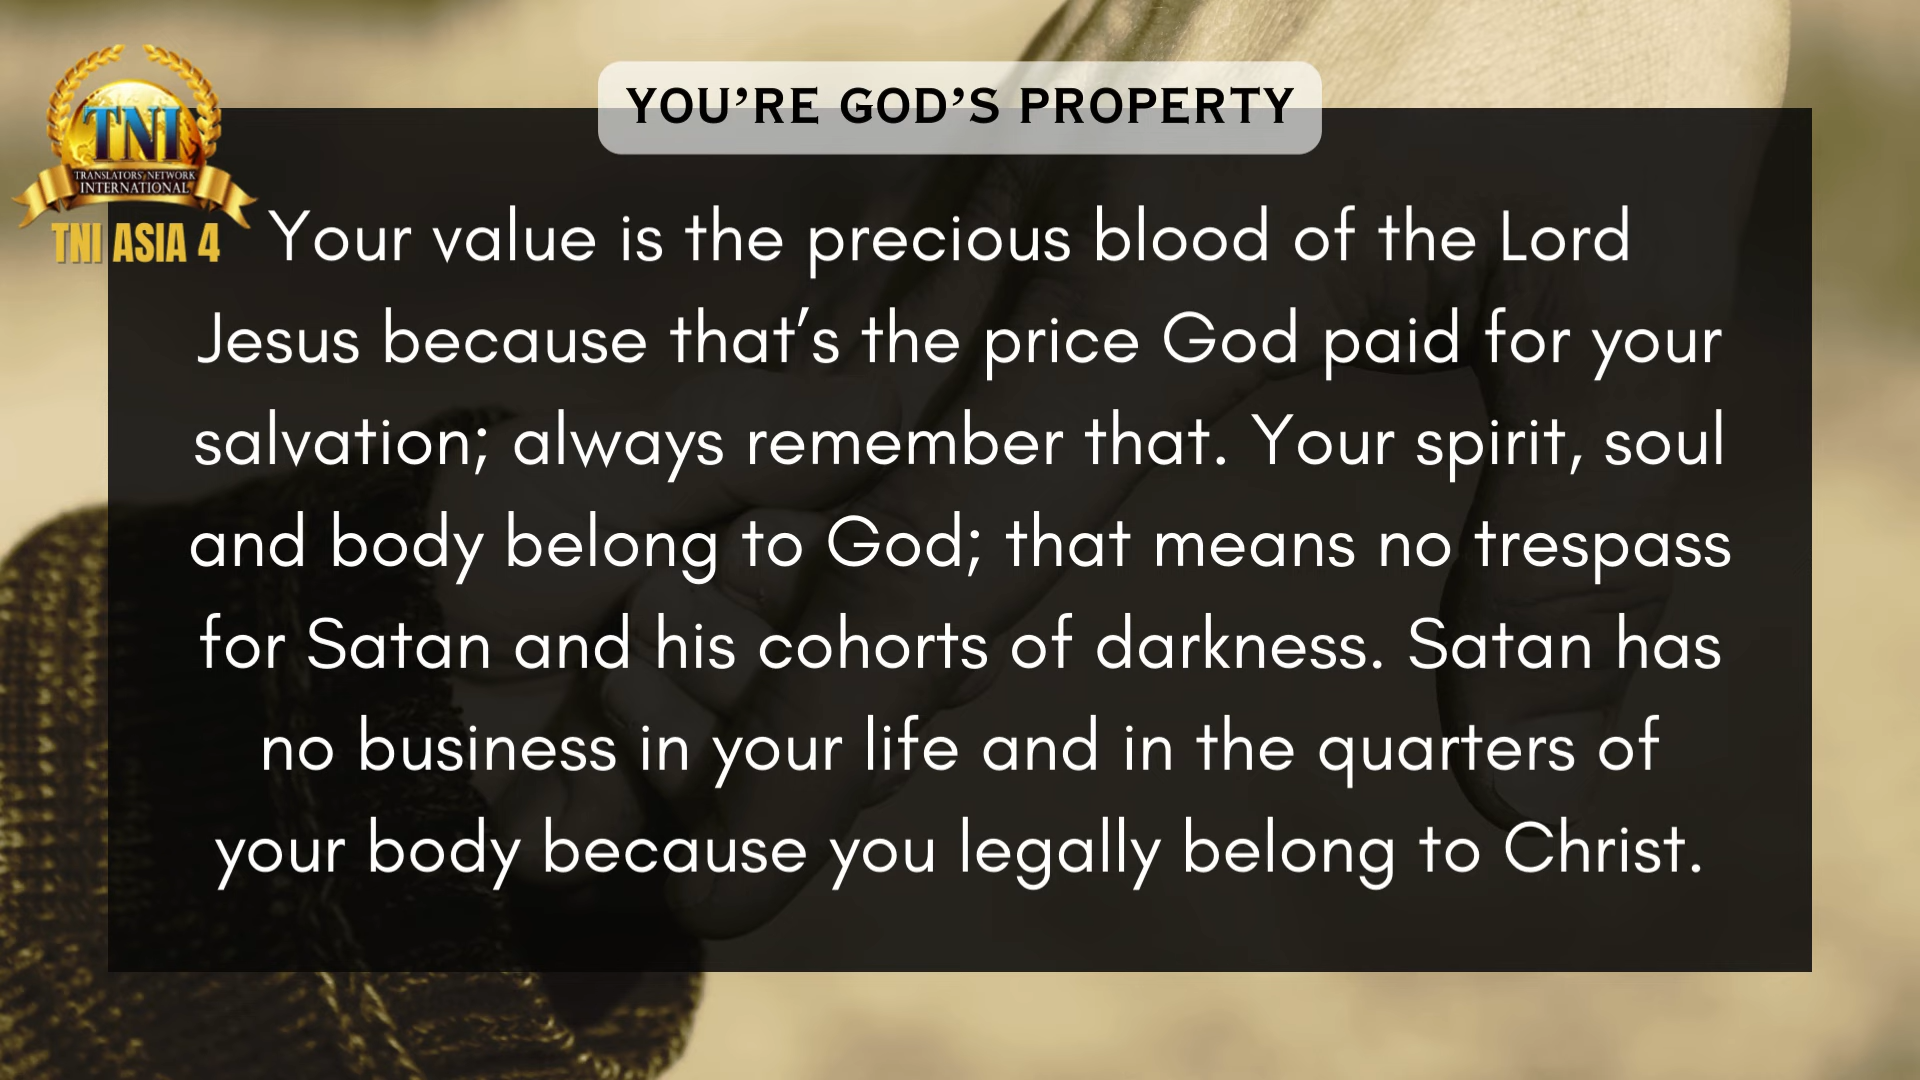 YOU’RE GOD’S PROPERTY
TNI
TRANSLATORS' NETWORK
INTERNATIONAL
TNI ASIA 4
Your value is the precious blood of the Lord
Jesus because that’s the price God paid for your
salvation; always remember that. Your spirit, soul
and body belong to God; that means no trespass
for Satan and his cohorts of darkness. Satan has
no business in your life and in the quarters of
your body because you legally belong to Christ.